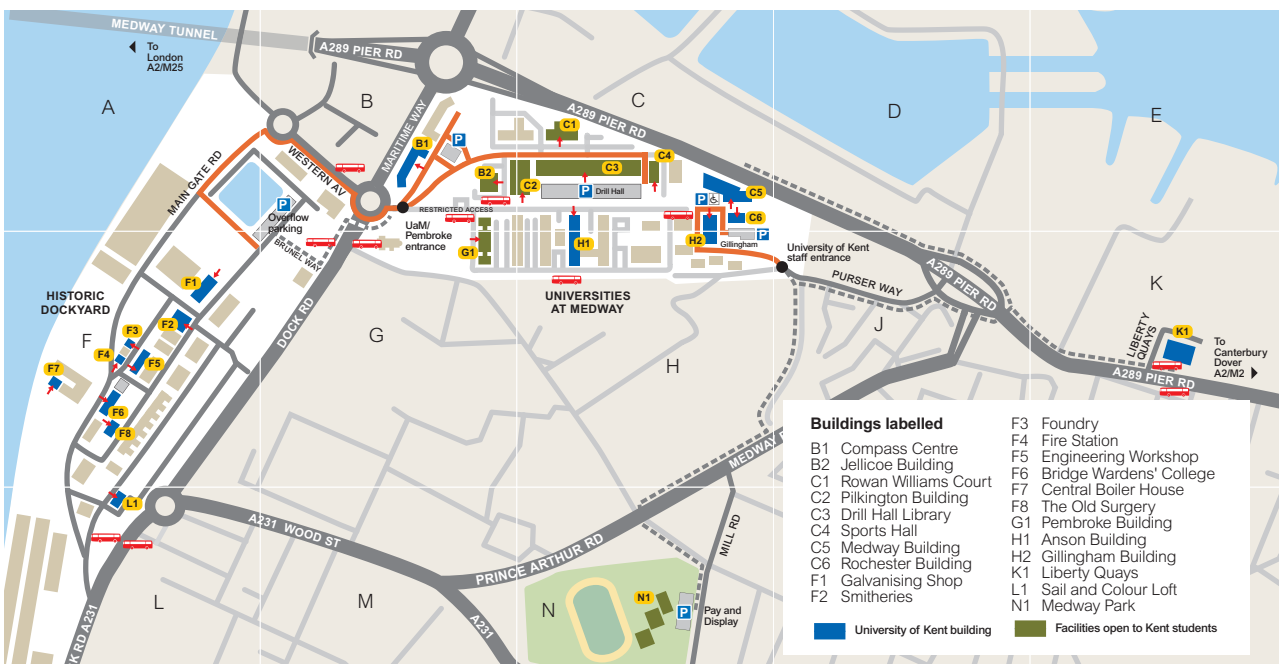 MEDWAY TUNNEL
To
London
A2/M25
A289 PIER RD
A
B
C
D
E
MAIN GATE RD
WESTERN AV
MARITIME WAY
A289 PIER RD
B1
P
C1
B2
C2
C3
C4
P Drill Hall
C5
C6
P
P
Overflow
parking
BRUNEL WAY
RESTRICTED ACCESS
UaM/
Pembroke
entrance
G1
H1
H2
Gillingham
P
University of Kent
staff entrance
PURSER WAY
A289 PIER RD
HISTORIC
DOCKYARD
F
F1
F2
F3
F4
F5
F6
F7
F8
L1
DOCK RD
G
UNIVERSITIES
AT MEDWAY
H
J
K
LIBERTY
QUAYS
K1
To
Canterbury
Dover
A2/M2
A289 PIER RD
MEDWAY
A231 WOOD ST
PRINCE ARTHUR RD
MILL RD
L
M
N
N1
P
Pay and
Display
A231
RD A231
Buildings labelled
B1 Compass Centre
B2 Jellicoe Building
C1 Rowan Williams Court
C2 Pilkington Building
C3 Drill Hall Library
C4 Sports Hall
C5 Medway Building
C6 Rochester Building
F1 Galvanising Shop
F2 Smitheries
F3 Foundry
F4 Fire Station
F5 Engineering Workshop
F6 Bridge Wardens' College
F7 Central Boiler House
F8 The Old Surgery
G1 Pembroke Building
H1 Anson Building
H2 Gillingham Building
K1 Liberty Quays
L1 Sail and Colour Loft
N1 Medway Park
University of Kent building
Facilities open to Kent students